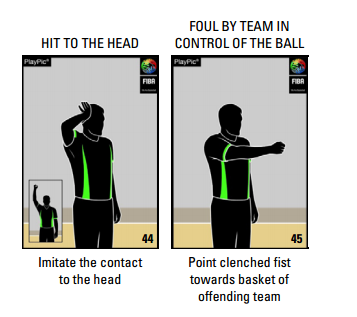 HIT TO THE HEAD
PlayPic®
FIBA
44
Imitate the contact
to the head
FOUL BY TEAM IN
CONTROL OF THE BALL
PlayPic®
FIBA
45
Point clenched fist
towards basket of
offending team